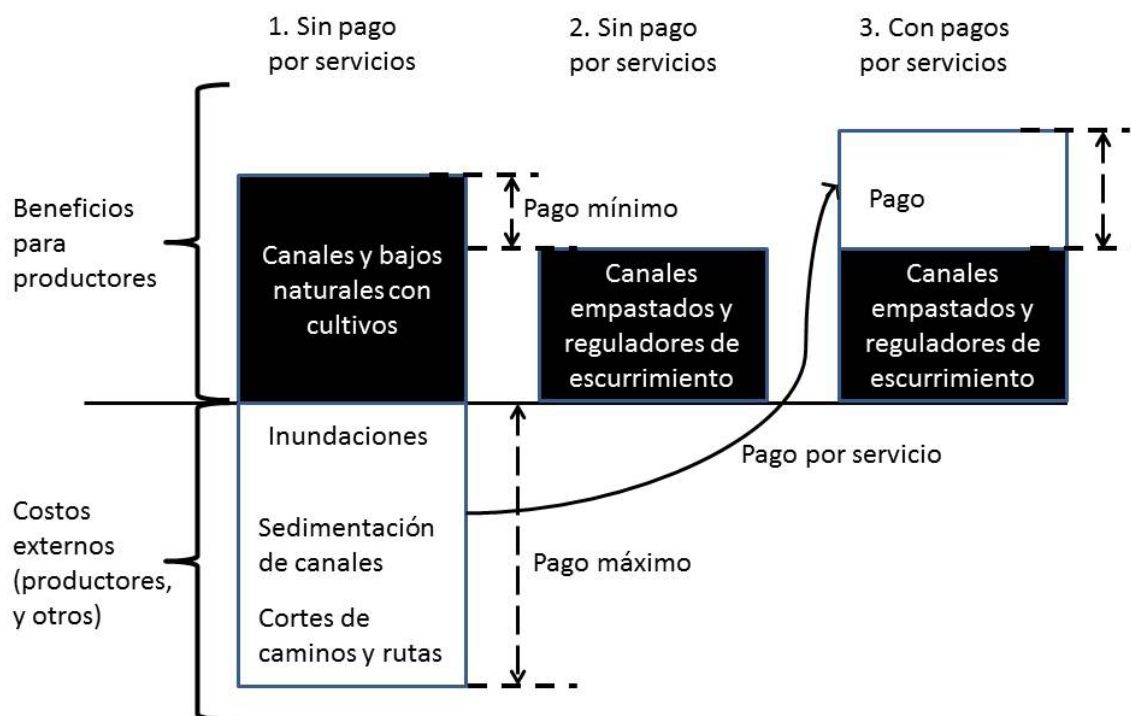 1. Sin pago
por servicios
2. Sin pago
por servicios
3. Con pagos
por servicios
Beneficios
para
productores
Canales y bajos
naturales con
cultivos
Pago mínimo
Canales
empastados y
reguladores de
escurrimiento
Pago
Canales
empastados y
reguladores de
escurrimiento
Costos
externos
(productores,
y otros)
Inundaciones
Sedimentación
de canales
Cortes de
caminos y rutas
Pago máximo
Pago por servicio